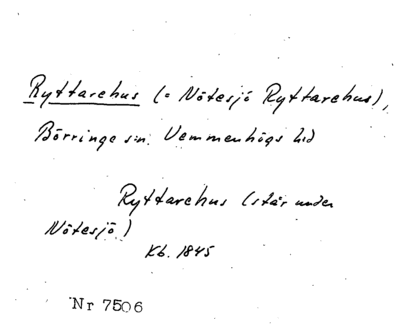 Ryttarehus (= Nötesjö Ryttarehus),
Börringe sn. Vemmenhögs hd
Ryttarehus (står under
Nötesjö.)
Kb. 1845
Nr 7506